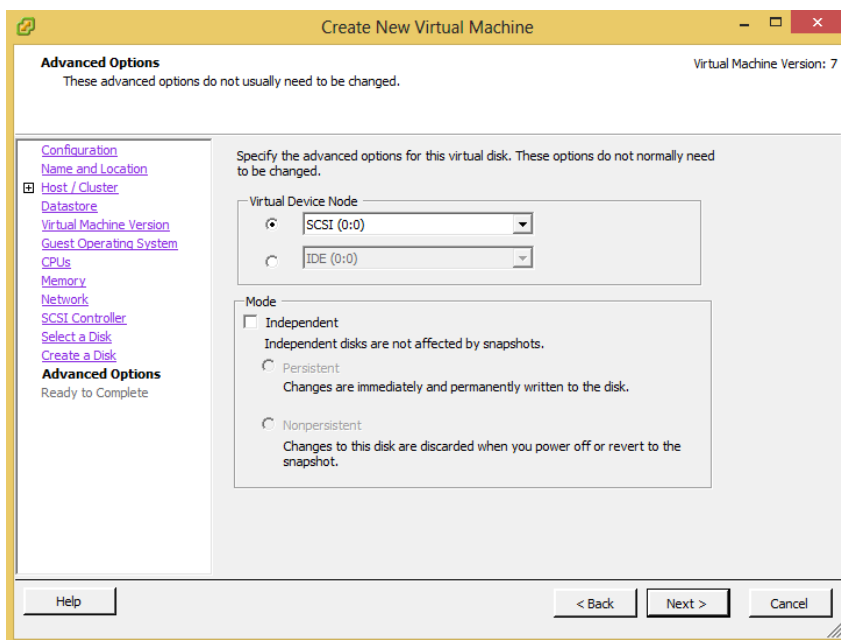 Create New Virtual Machine
Advanced Options
These advanced options do not usually need to be changed.
Virtual Machine Version: 7
Configuration
Name and Location
Host / Cluster
Datastore
Virtual Machine Version
Guest Operating System
CPUs
Memory
Network
SCSI Controller
Select a Disk
Create a Disk
Advanced Options
Ready to Complete
Specify the advanced options for this virtual disk. These options do not normally need
to be changed.
Virtual Device Node
SCSI (0:0)
IDE (0:0)
Mode
Independent
Independent disks are not affected by snapshots.
Persistent
Changes are immediately and permanently written to the disk.
Nonpersistent
Changes to this disk are discarded when you power off or revert to the
snapshot.
Help
< Back
Next >
Cancel